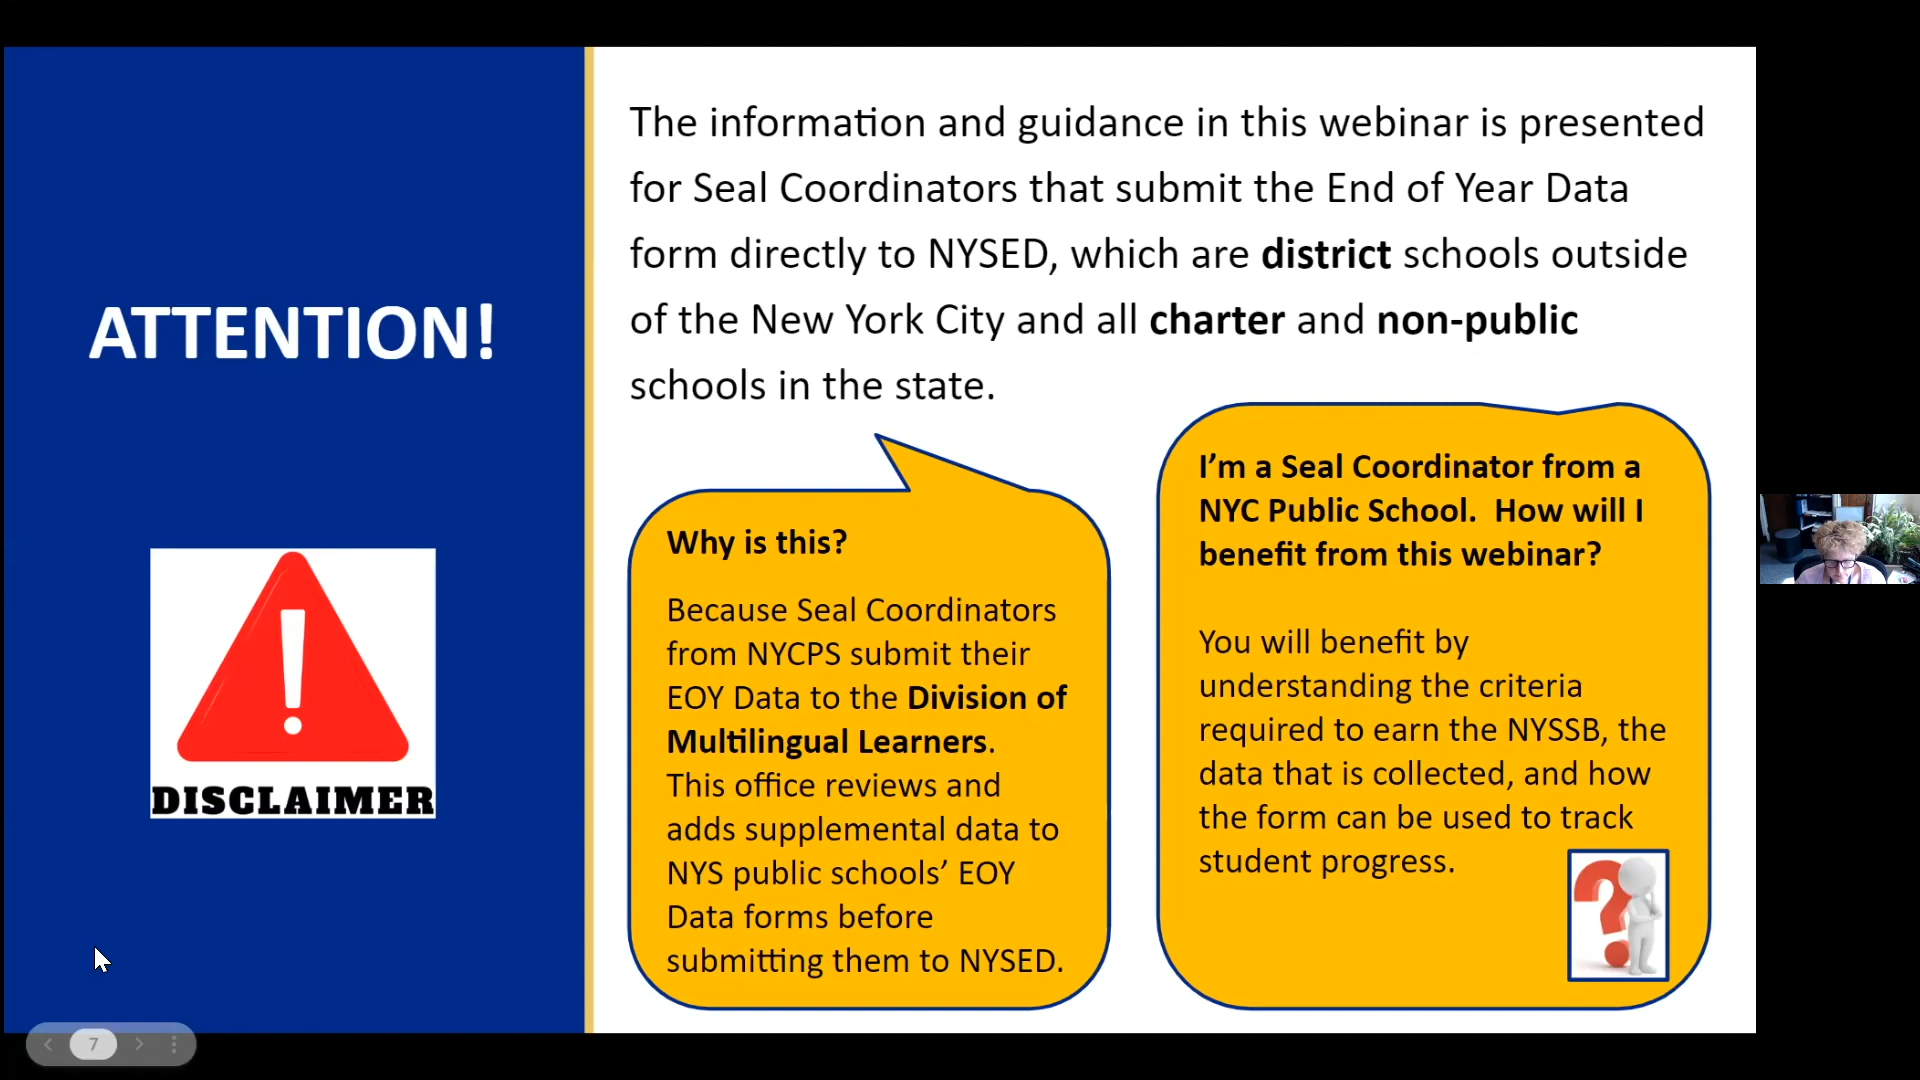 ATTENTION!
DISCLAIMER
The information and guidance in this webinar is presented
for Seal Coordinators that submit the End of Year Data
form directly to NYSED, which are district schools outside
of the New York City and all charter and non-public
schools in the state.
Why is this?
Because Seal Coordinators
from NYCPS submit their
EOY Data to the Division of
Multilingual Learners.
This office reviews and
adds supplemental data to
NYS public schools’ EOY
Data forms before
submitting them to NYSED.
I’m a Seal Coordinator from a
NYC Public School.  How will I
benefit from this webinar?
You will benefit by
understanding the criteria
required to earn the NYSSB, the
data that is collected, and how
the form can be used to track
student progress.
7